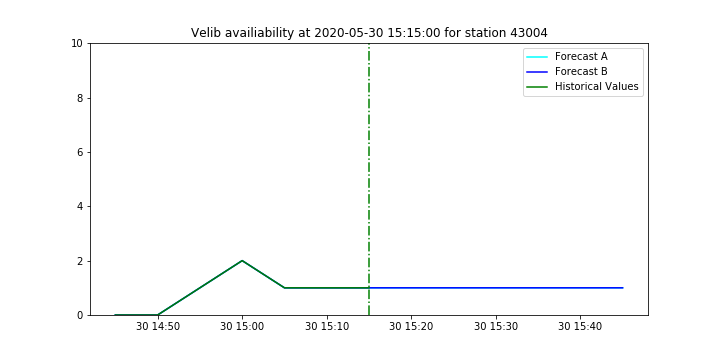 Velib availiability at 2020-05-30 15:15:00 for station 43004
10
8
6
4
2
0
Forecast A
Forecast B
Historical Values
30 14:50 30 15:00 30 15:10 30 15:20 30 15:30 30 15:40